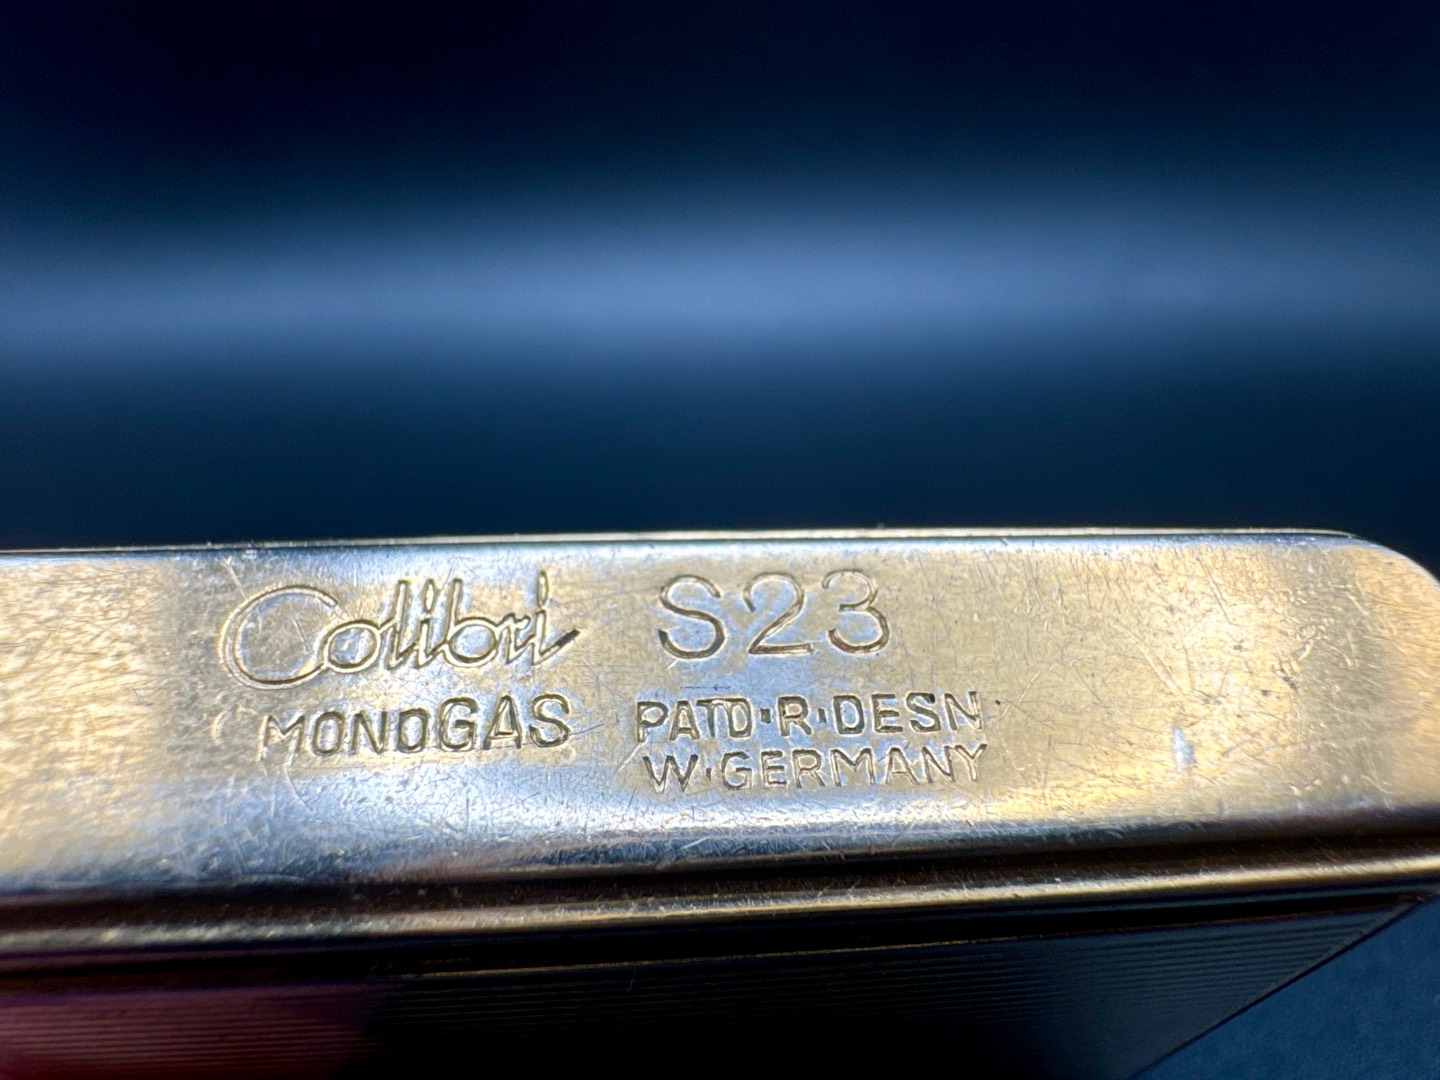 Colibri S23
MONOGAS PATD·R·DESN
W·GERMANY